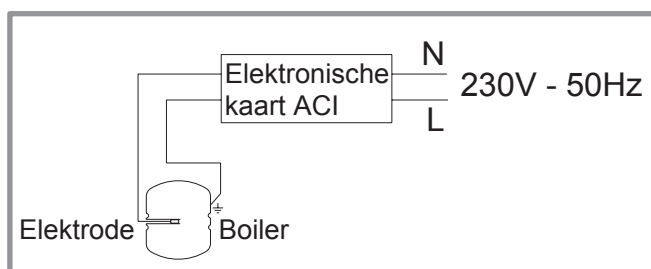 Elektronische
kaart ACI
N
L
230V - 50Hz
Elektrode
Boiler